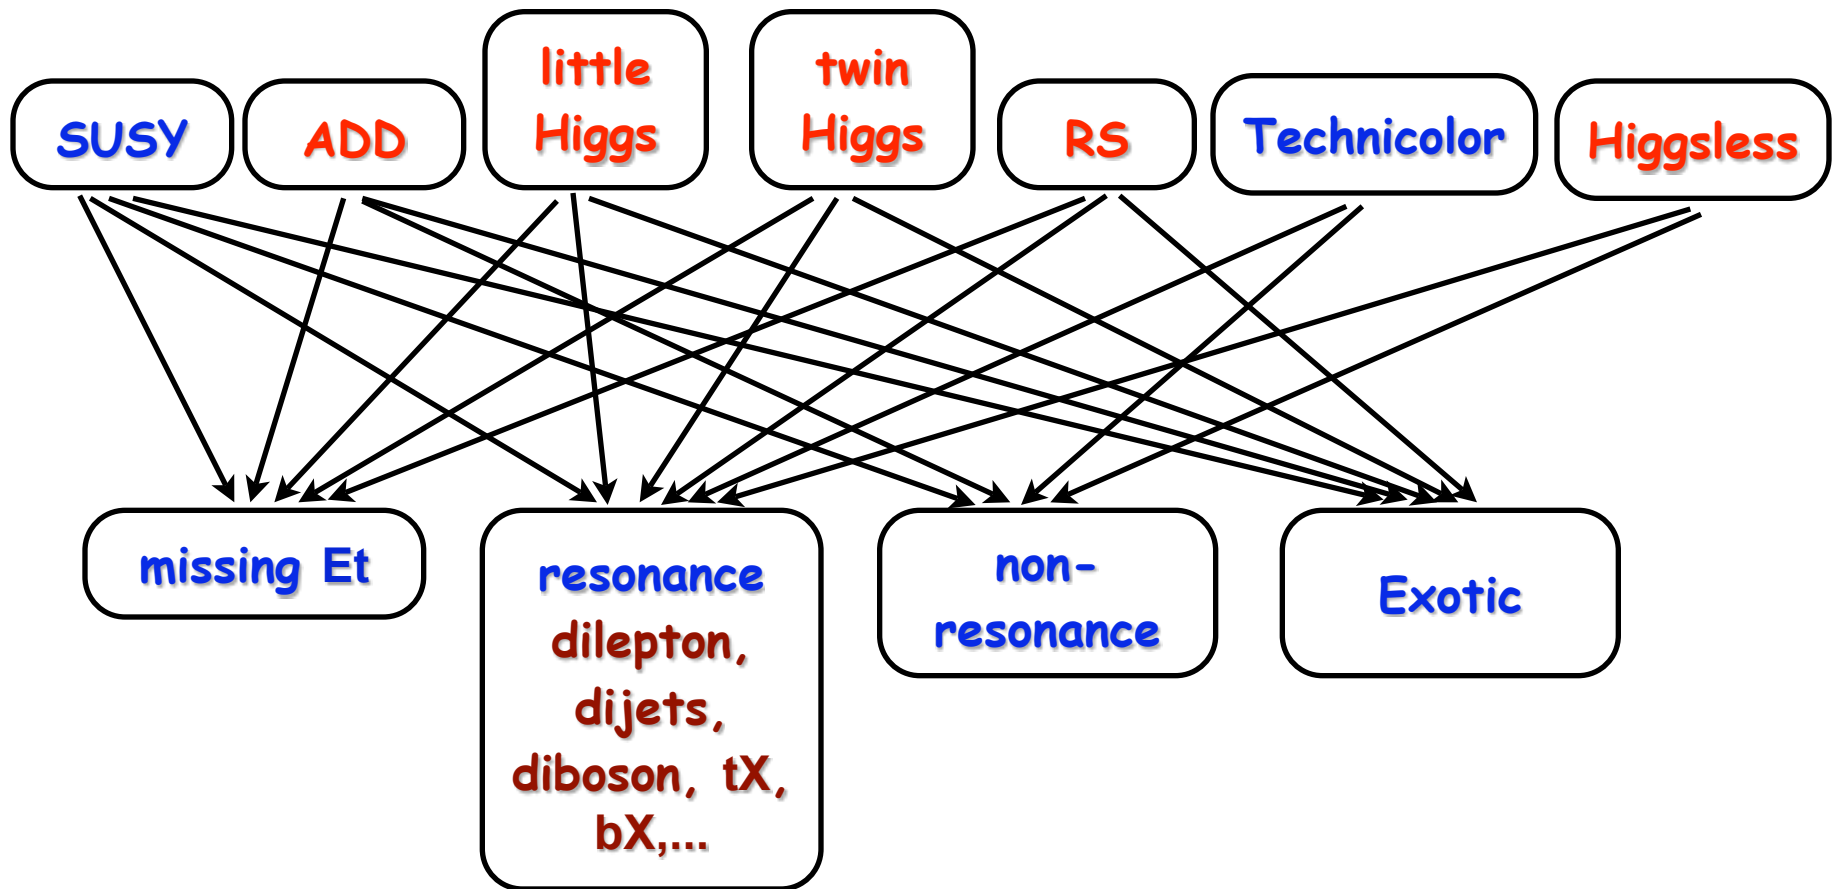 SUSY
ADD
little
Higgs
twin
Higgs
RS
Technicolor
Higgsless
missing Et
resonance
dilepton,
dijets,
diboson, tX,
bX,...
non-
resonance
Exotic